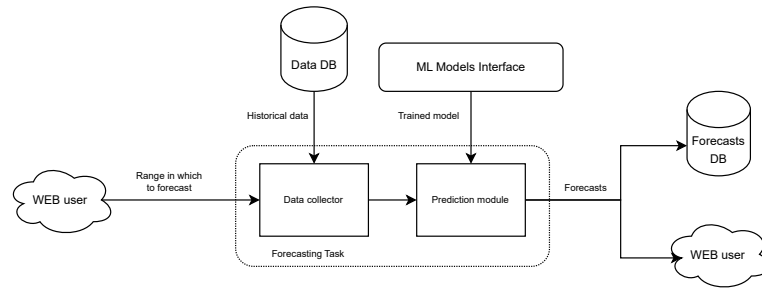 Data DB
ML Models Interface
Historical data
Trained model
Forecasts
DB
Range in which
to forecast
WEB user
Data collector
Prediction module
Forecasts
Forecasting Task
WEB user